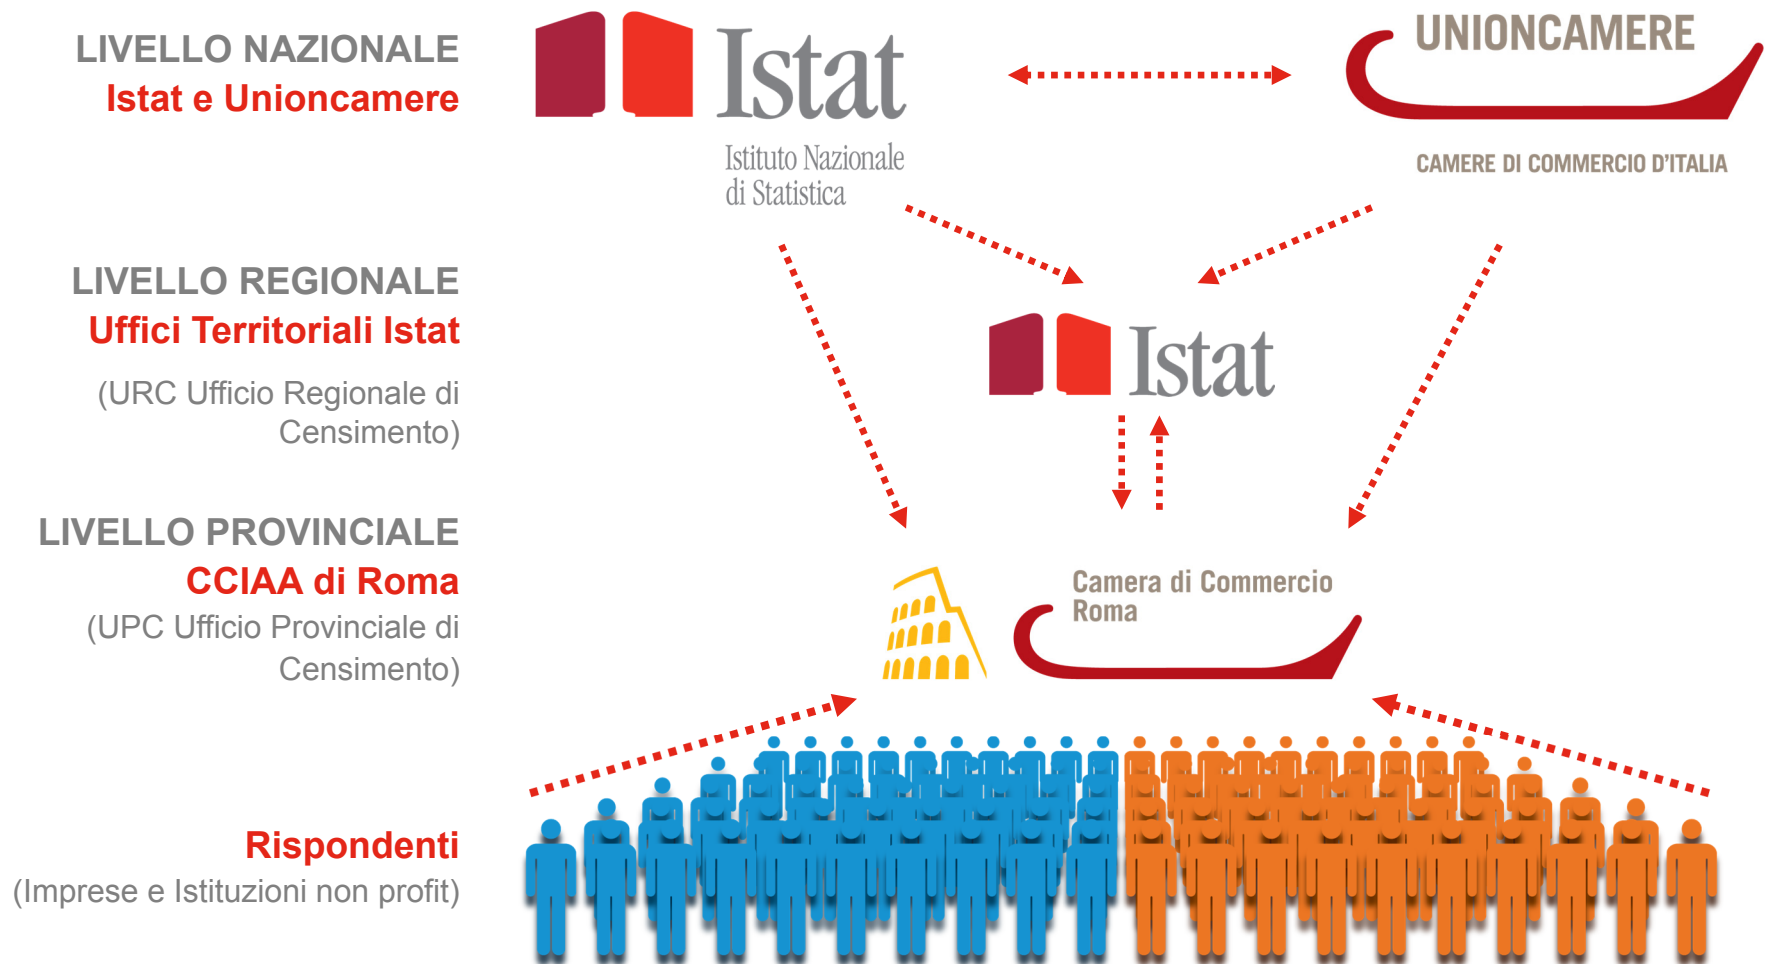 LIVELLO NAZIONALE
Istat e Unioncamere
Istat
Istituto Nazionale
di Statistica
UNIONCAMERE
CAMERE DI COMMERCIO D'ITALIA
LIVELLO REGIONALE
Uffici Territoriali Istat
(URC Ufficio Regionale di
Censimento)
Istat
LIVELLO PROVINCIALE
CCIAA di Roma
(UPC Ufficio Provinciale di
Censimento)
Camera di Commercio
Roma
Rispondenti
(Imprese e Istituzioni non profit)